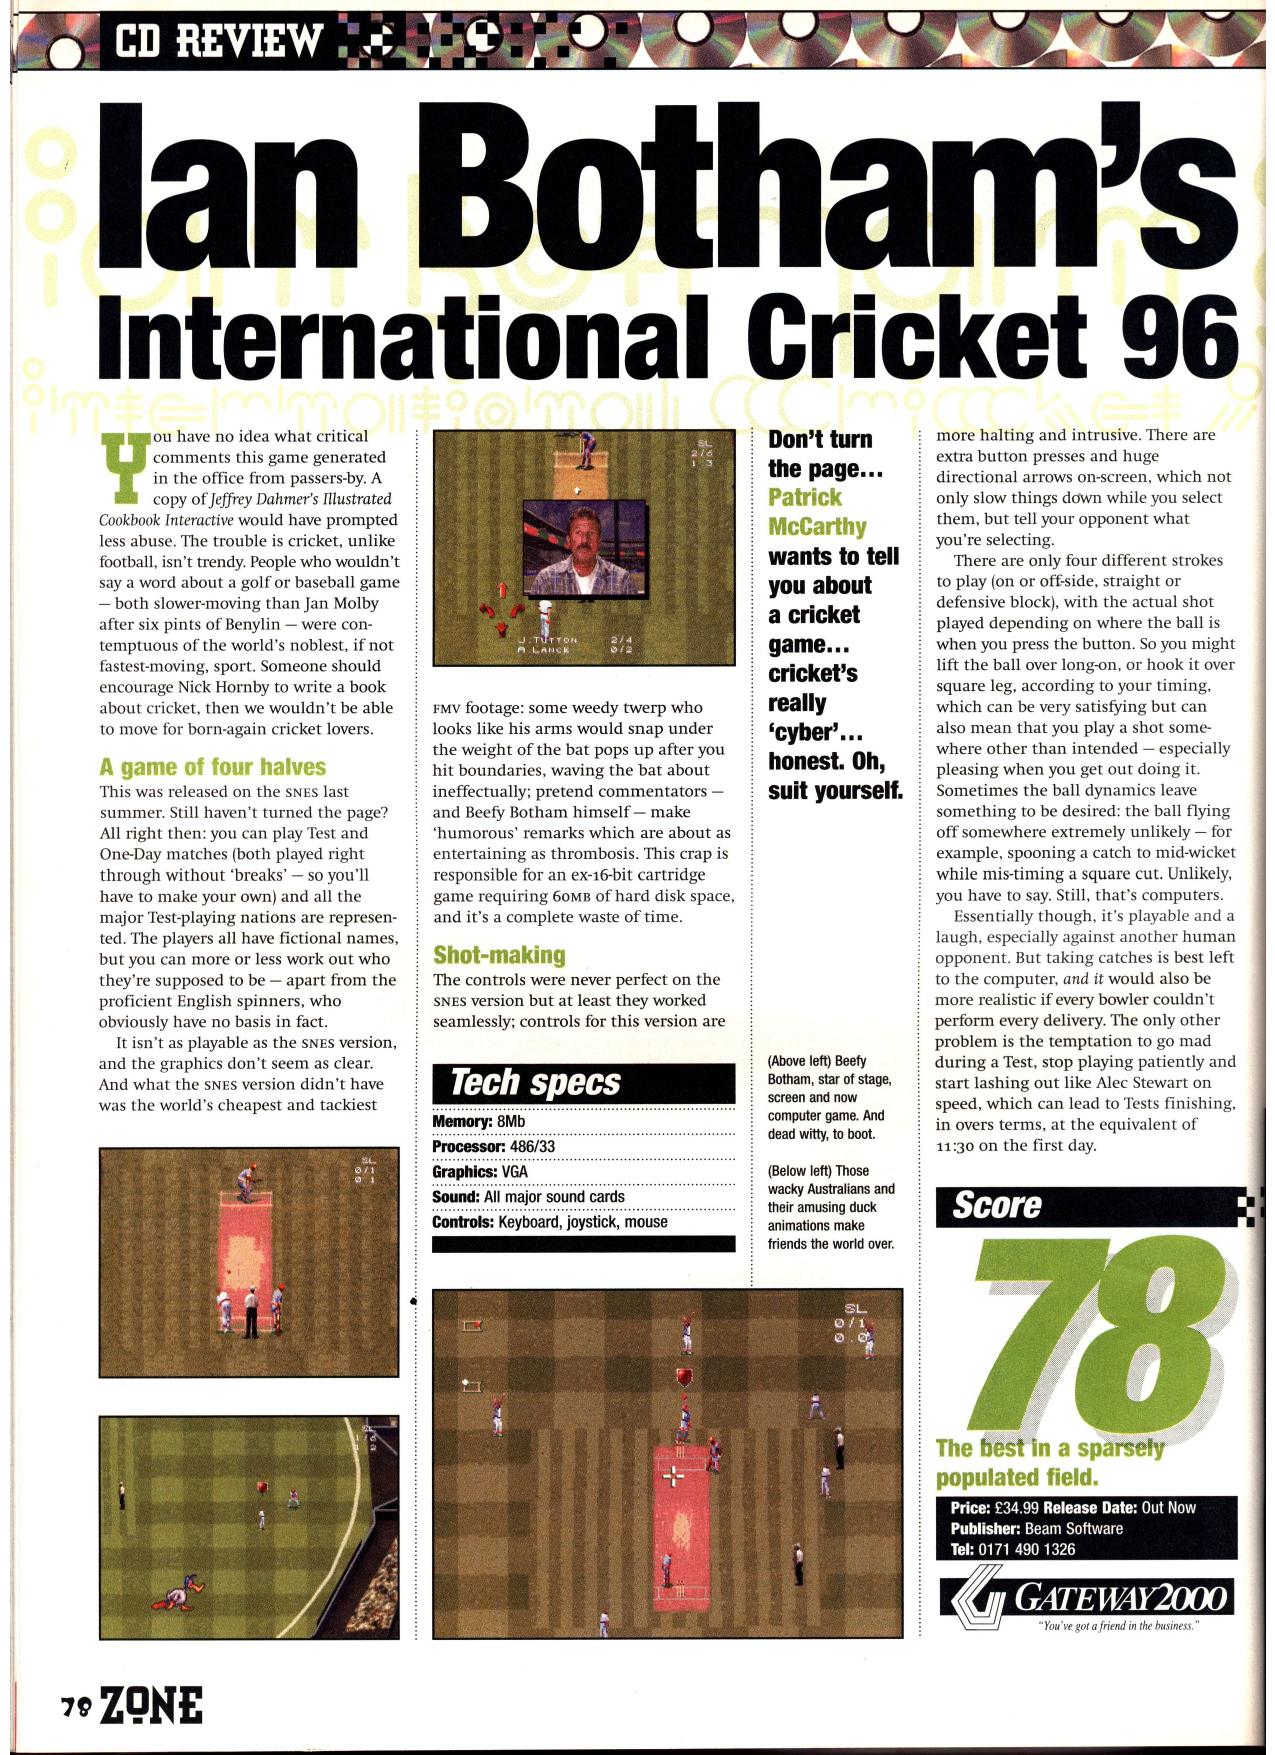 CD REVIEW
Ian Botham's
International Cricket 96
You have no idea what critical
comments this game generated
in the office from passers-by. A
copy of Jeffrey Dahmer's Illustrated
Cookbook Interactive would have prompted
less abuse. The trouble is cricket, unlike
football, isn't trendy. People who wouldn't
say a word about a golf or baseball game
— both slower-moving than Jan Molby
after six pints of Benylin — were con-
temptuous of the world's noblest, if not
fastest-moving, sport. Someone should
encourage Nick Hornby to write a book
about cricket, then we wouldn't be able
to move for born-again cricket lovers.
A game of four halves
This was released on the SNES last
summer. Still haven't turned the page?
All right then: you can play Test and
One-Day matches (both played right
through without 'breaks' — so you'll
have to make your own) and all the
major Test-playing nations are represen-
ted. The players all have fictional names,
but you can more or less work out who
they're supposed to be — apart from the
proficient English spinners, who
obviously have no basis in fact.
It isn't as playable as the SNES version,
and the graphics don't seem as clear.
And what the SNES version didn't have
was the world's cheapest and tackiest
SL
0/1
0 1
SL
2/6
1 3
J.TUTTON 2/4
A.LANCE 0/2
FMV footage: some weedy twerp who
looks like his arms would snap under
the weight of the bat pops up after you
hit boundaries, waving the bat about
ineffectually; pretend commentators —
and Beefy Botham himself — make
'humorous' remarks which are about as
entertaining as thrombosis. This crap is
responsible for an ex-16-bit cartridge
game requiring 60MB of hard disk space,
and it's a complete waste of time.
Shot-making
The controls were never perfect on the
SNES version but at least they worked
seamlessly; controls for this version are
Tech specs
Memory: 8Mb
Processor: 486/33
Graphics: VGA
Sound: All major sound cards
Controls: Keyboard, joystick, mouse
Don't turn
the page...
Patrick
McCarthy
wants to tell
you about
a cricket
game...
cricket's
really
'cyber'...
honest. Oh,
suit yourself.
(Above left) Beefy
Botham, star of stage,
screen and now
computer game. And
dead witty, to boot.
(Below left) Those
wacky Australians and
their amusing duck
animations make
friends the world over.
SL
0/1
0.0
more halting and intrusive. There are
extra button presses and huge
directional arrows on-screen, which not
only slow things down while you select
them, but tell your opponent what
you're selecting.
There are only four different strokes
to play (on or off-side, straight or
defensive block), with the actual shot
played depending on where the ball is
when you press the button. So you might
lift the ball over long-on, or hook it over
square leg, according to your timing,
which can be very satisfying but can
also mean that you play a shot some-
where other than intended — especially
pleasing when you get out doing it.
Sometimes the ball dynamics leave
something to be desired: the ball flying
off somewhere extremely unlikely — for
example, spooning a catch to mid-wicket
while mis-timing a square cut. Unlikely,
you have to say. Still, that's computers.
Essentially though, it's playable and a
laugh, especially against another human
opponent. But taking catches is best left
to the computer, and it would also be
more realistic if every bowler couldn't
perform every delivery. The only other
problem is the temptation to go mad
during a Test, stop playing patiently and
start lashing out like Alec Stewart on
speed, which can lead to Tests finishing,
in overs terms, at the equivalent of
11:30 on the first day.
Score
78
The best in a sparsely
populated field.
Price: £34.99 Release Date: Out Now
Publisher: Beam Software
Tel: 0171 490 1326
GATEWAY2000
"You've got a friend in the business."
78 ZONE